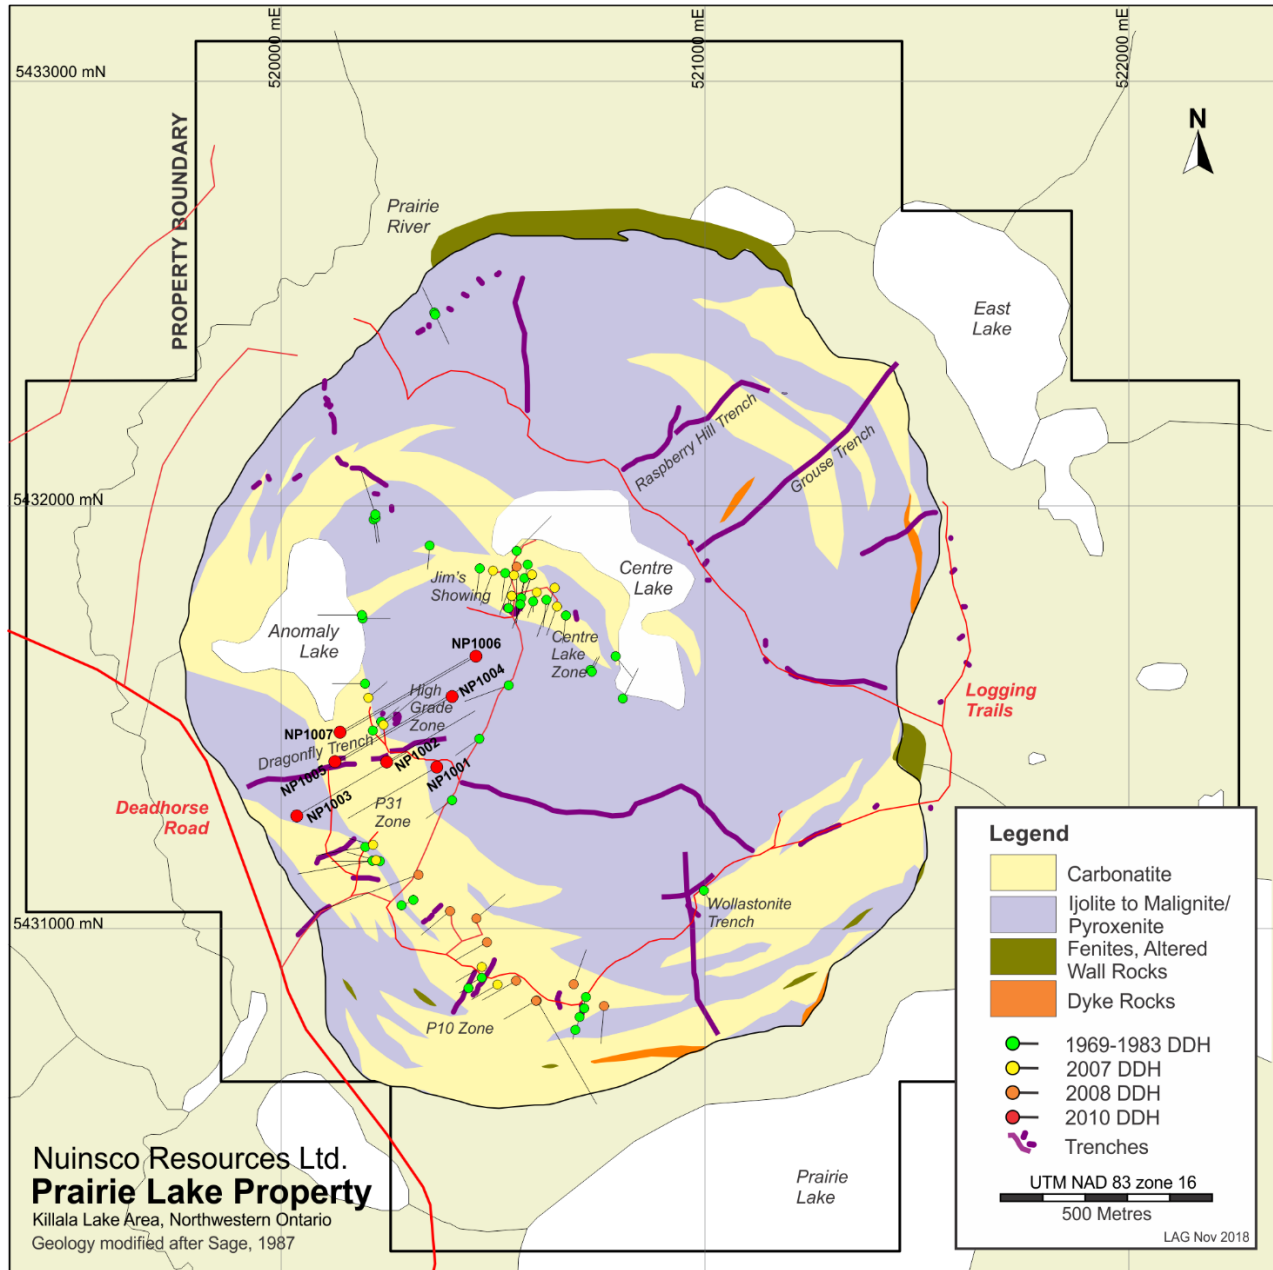 520000 mE
521000 mE
522000 mE
5433000 mN
PROPERTY BOUNDARY
N
Prairie
River
East
Lake
Raspberry Hill Trench
Grouse Trench
5432000 mN
Centre
Lake
Jim's
Showing
Anomaly
Lake
Centre
Lake
Zone
NP1006
NP1004
High
Grade
Zone
Logging
Trails
NP1007
Dragonfly Trench
NP1002
NP1005
NP1001
NP1003
P31
Zone
Deadhorse
Road
Wollastonite
Trench
5431000 mN
P10 Zone
Prairie
Lake
Legend
Carbonatite
Ijolite to Malignite/
Pyroxenite
Fenites, Altered
Wall Rocks
Dyke Rocks
1969-1983 DDH
2007 DDH
2008 DDH
2010 DDH
Trenches
UTM NAD 83 zone 16
500 Metres
LAG Nov 2018
Nuinsco Resources Ltd.
Prairie Lake Property
Killala Lake Area, Northwestern Ontario
Geology modified after Sage, 1987